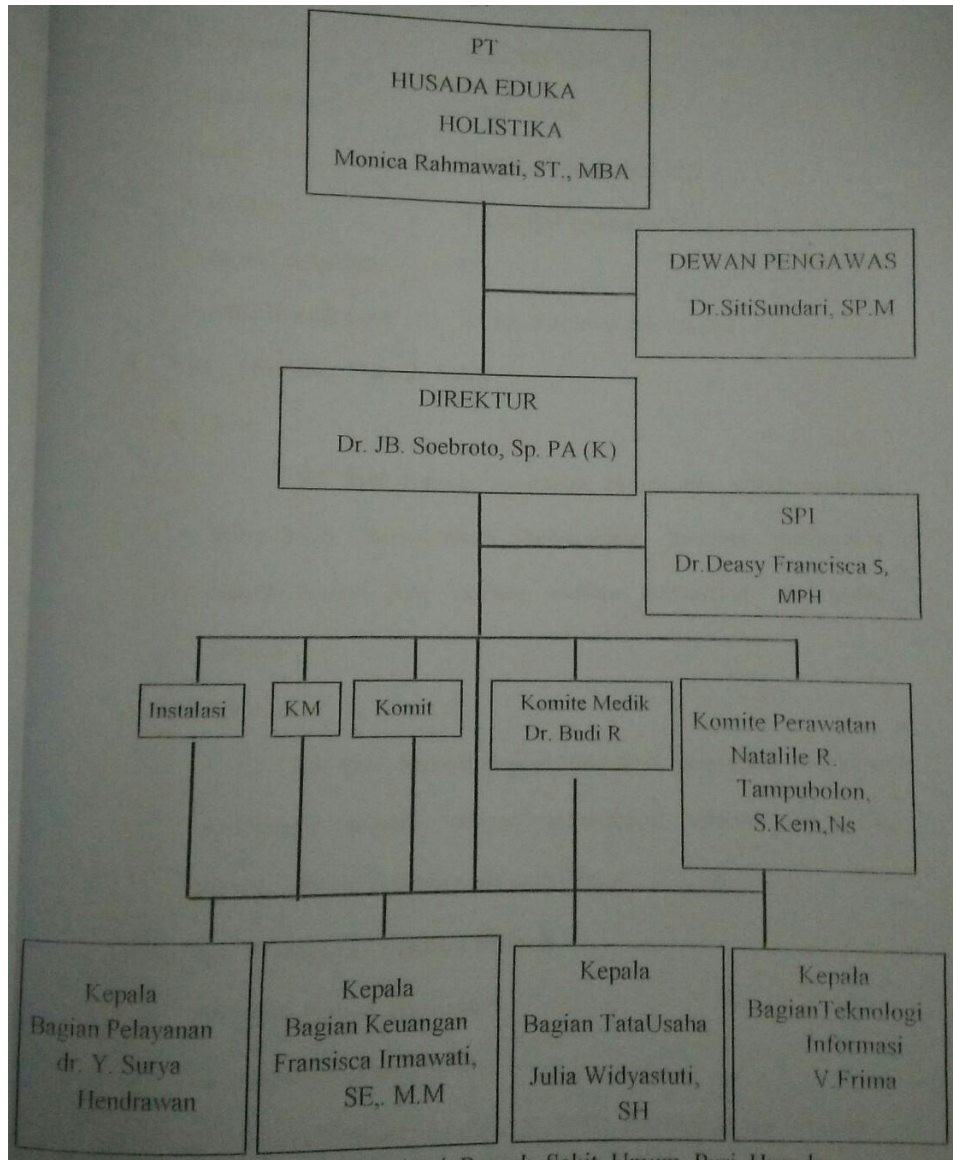 PT
HUSADA EDUKA
HOLISTIKA
Monica Rahmawati, ST., MBA
DEWAN PENGAWAS
Dr.SitiSundari, SP.M
DIREKTUR
Dr. JB. Soebroto, Sp. PA (K)
SPI
Dr.Deasy Francisca S,
MPH
Instalasi
KM
Komit
Komite Medik
Dr. Budi R
Komite Perawatan
Natalile R.
Tampubolon,
S.Kem,Ns
Kepala
Bagian Pelayanan
dr. Y. Surya
Hendrawan
Kepala
Bagian Keuangan
Fransisca Irmawati,
SE,. M.M
Kepala
Bagian TataUsaha
Julia Widyastuti,
SH
Kepala
BagianTeknologi
Informasi
V.Frima
Sakit Umum